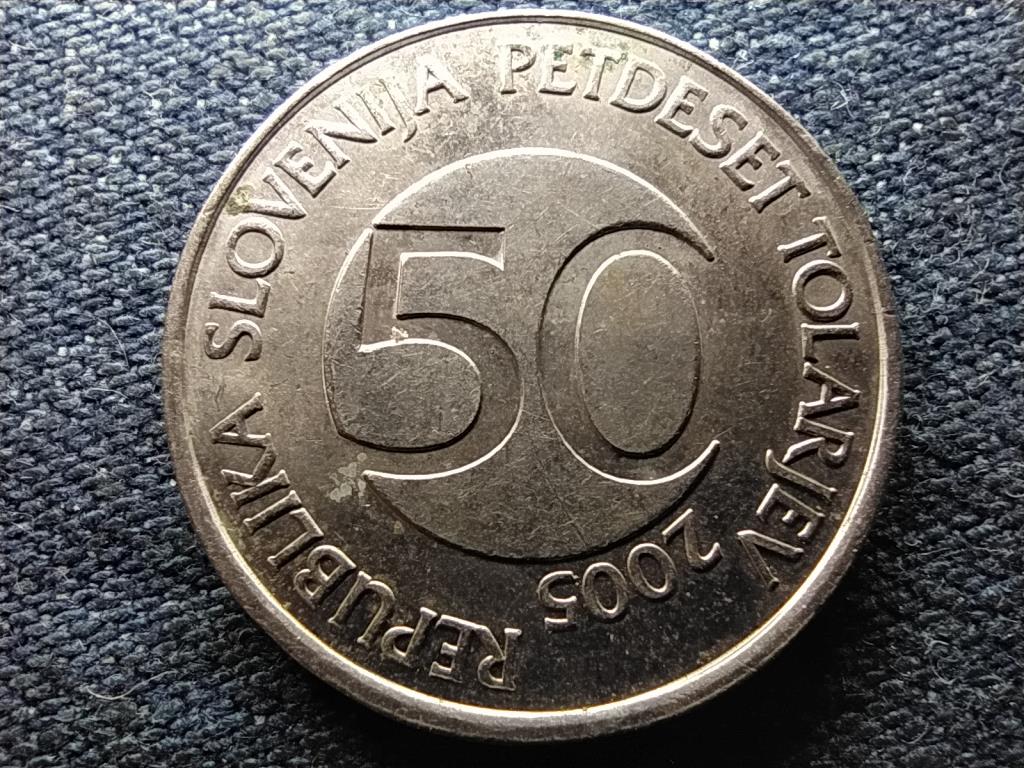 REPUBLIKA SLOVENIJA PETDESET TOLARJEV 2005
50